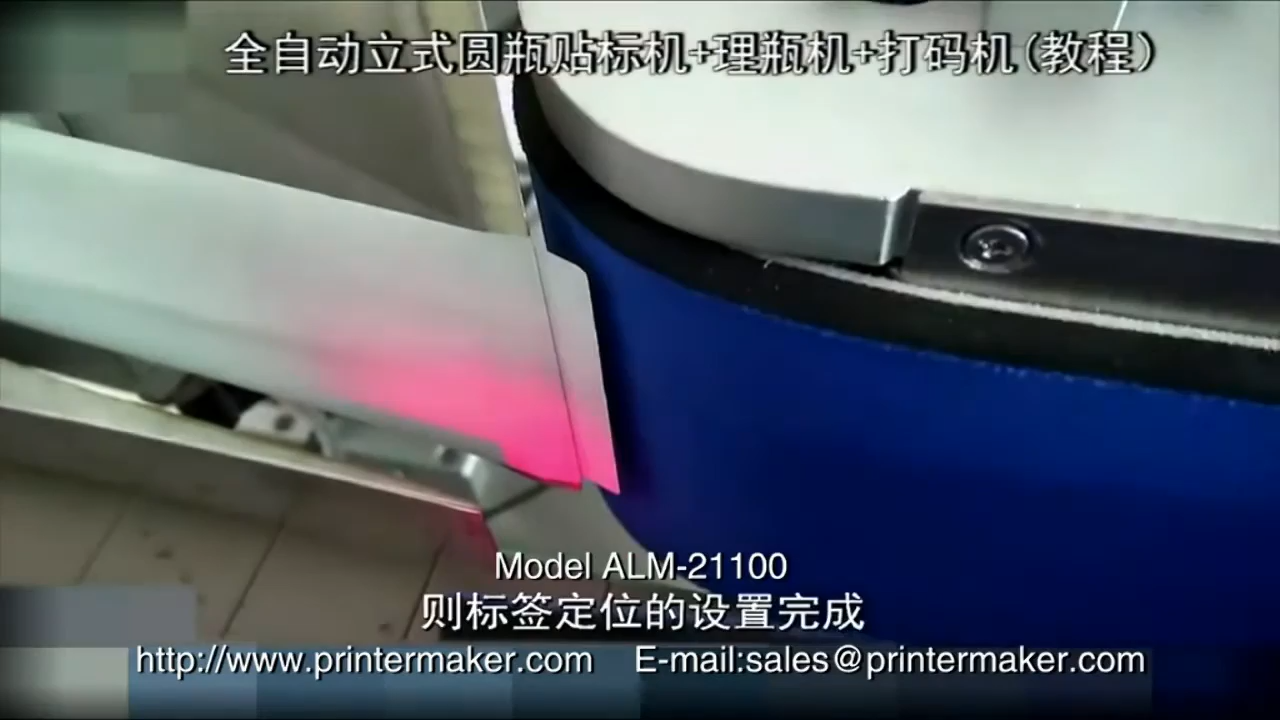 全自动立式圆瓶贴标机+理瓶机+打码机(教程)
Model ALM-21100
则标签定位的设置完成
http://www.printermaker.com E-mail:sales@printermaker.com